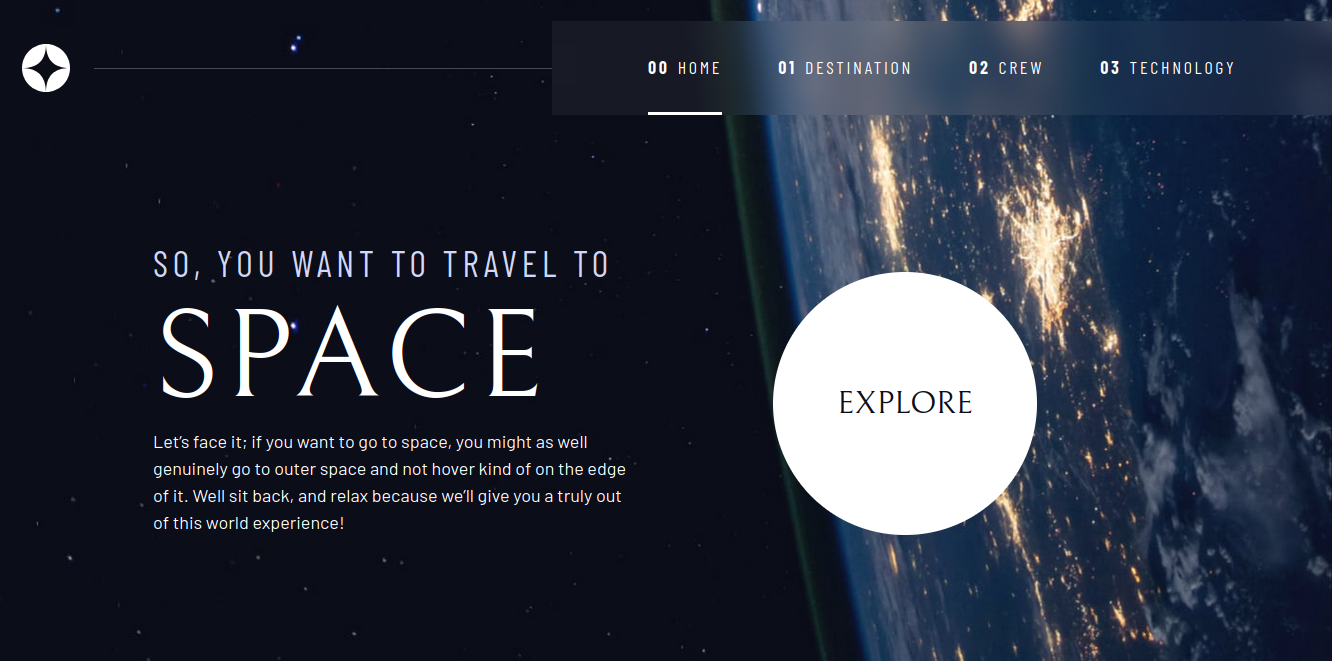 00 HOME 01 DESTINATION 02 CREW 03 TECHNOLOGY
SO, YOU WANT TO TRAVEL TO
SPACE
Let’s face it; if you want to go to space, you might as well
genuinely go to outer space and not hover kind of on the edge
of it. Well sit back, and relax because we’ll give you a truly out
of this world experience!
EXPLORE